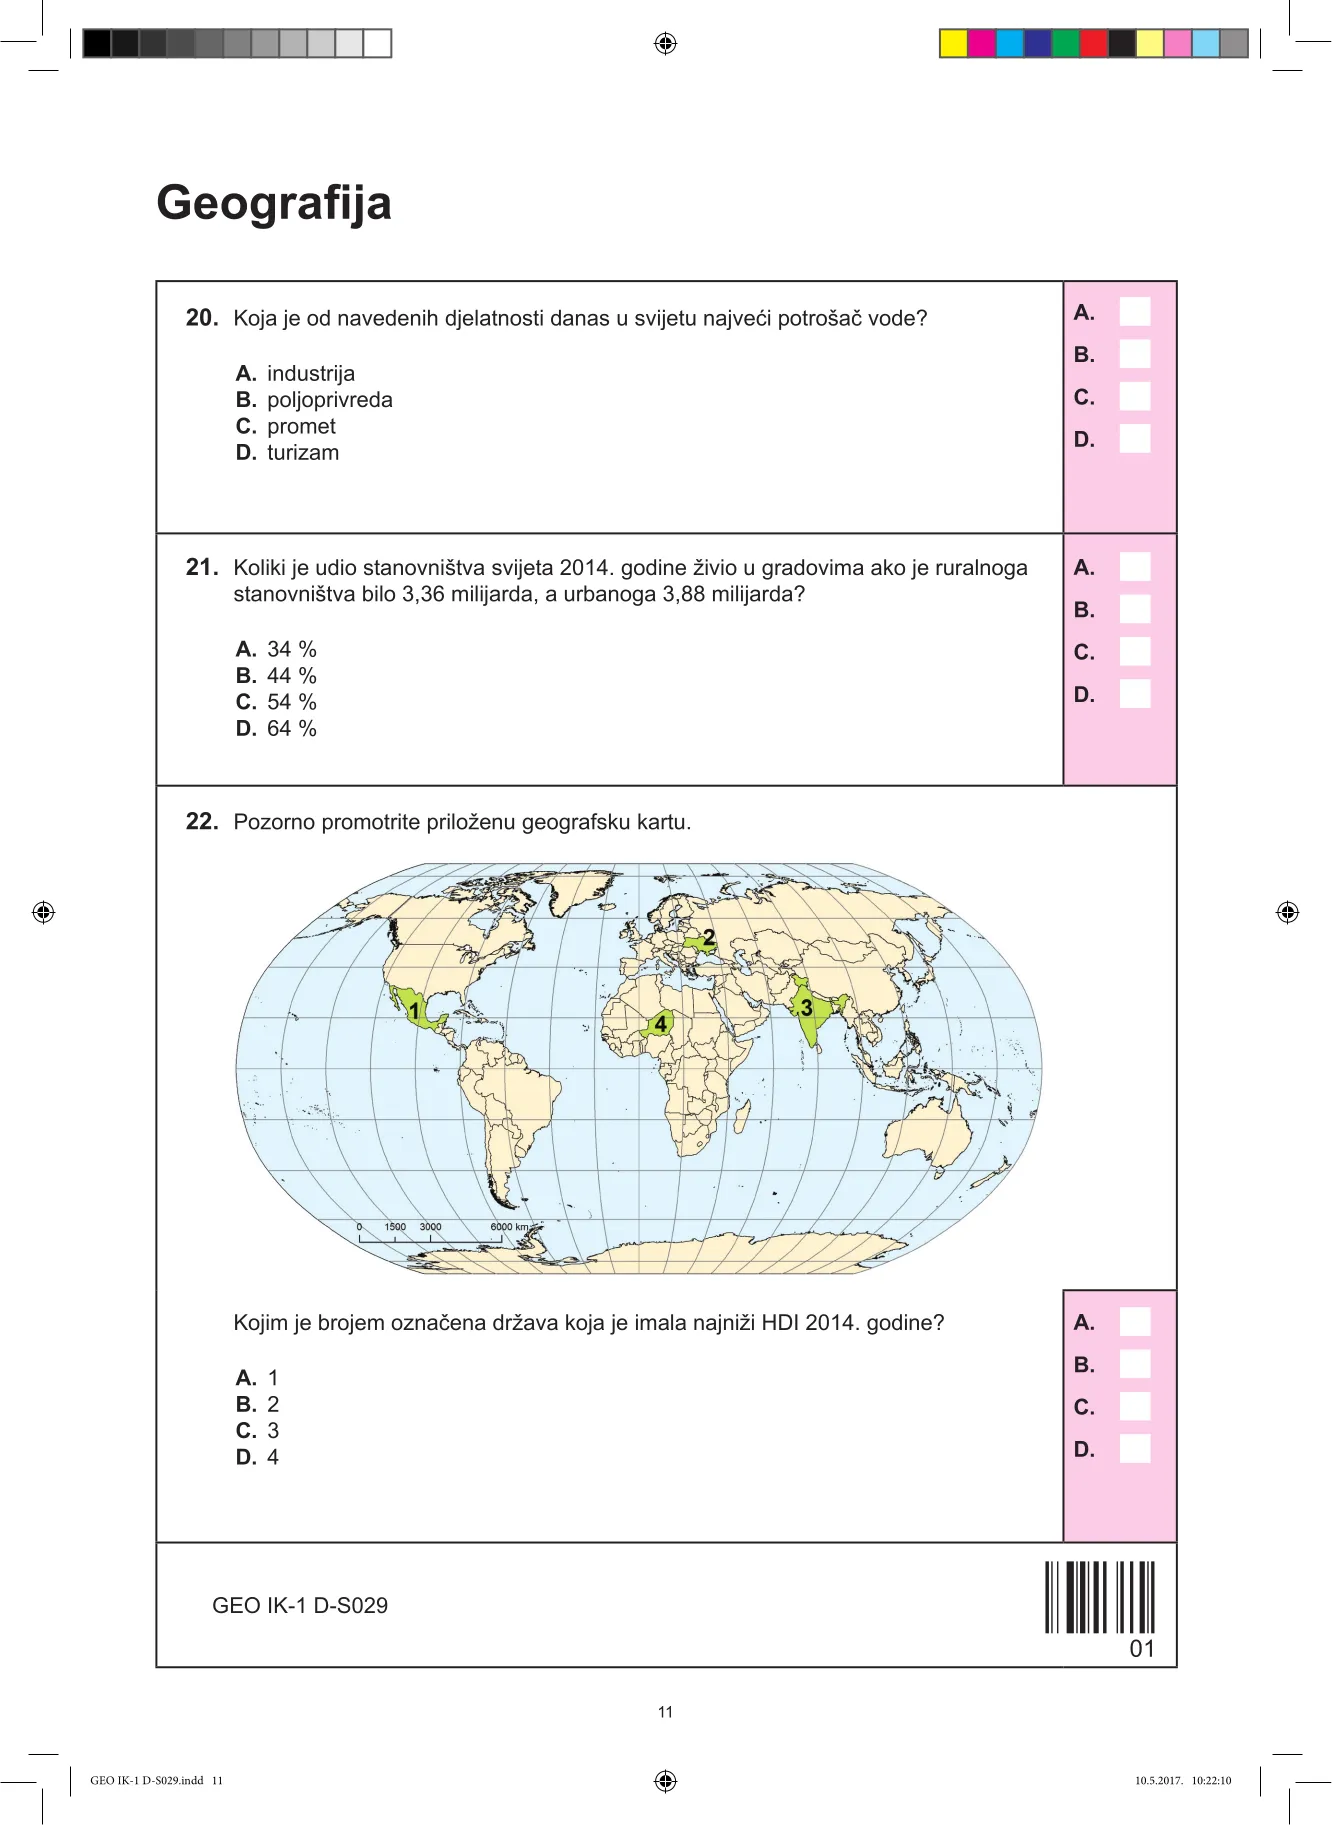 Geografija
20. Koja je od navedenih djelatnosti danas u svijetu najveći potrošač vode?
A. industrija
B. poljoprivreda
C. promet
D. turizam
A.
B.
C.
D.
21. Koliki je udio stanovništva svijeta 2014. godine živio u gradovima ako je ruralnoga
stanovništva bilo 3,36 milijarda, a urbanoga 3,88 milijarda?
A. 34 %
B. 44 %
C. 54 %
D. 64 %
A.
B.
C.
D.
22. Pozorno promotrite priloženu geografsku kartu.
2
1
3
4
0 1500 3000 6000 km
Kojim je brojem označena država koja je imala najniži HDI 2014. godine?
A. 1
B. 2
C. 3
D. 4
A.
B.
C.
D.
GEO IK-1 D-S029
01
11
GEO IK-1 D-S029.indd 11
10.5.2017. 10:22:10